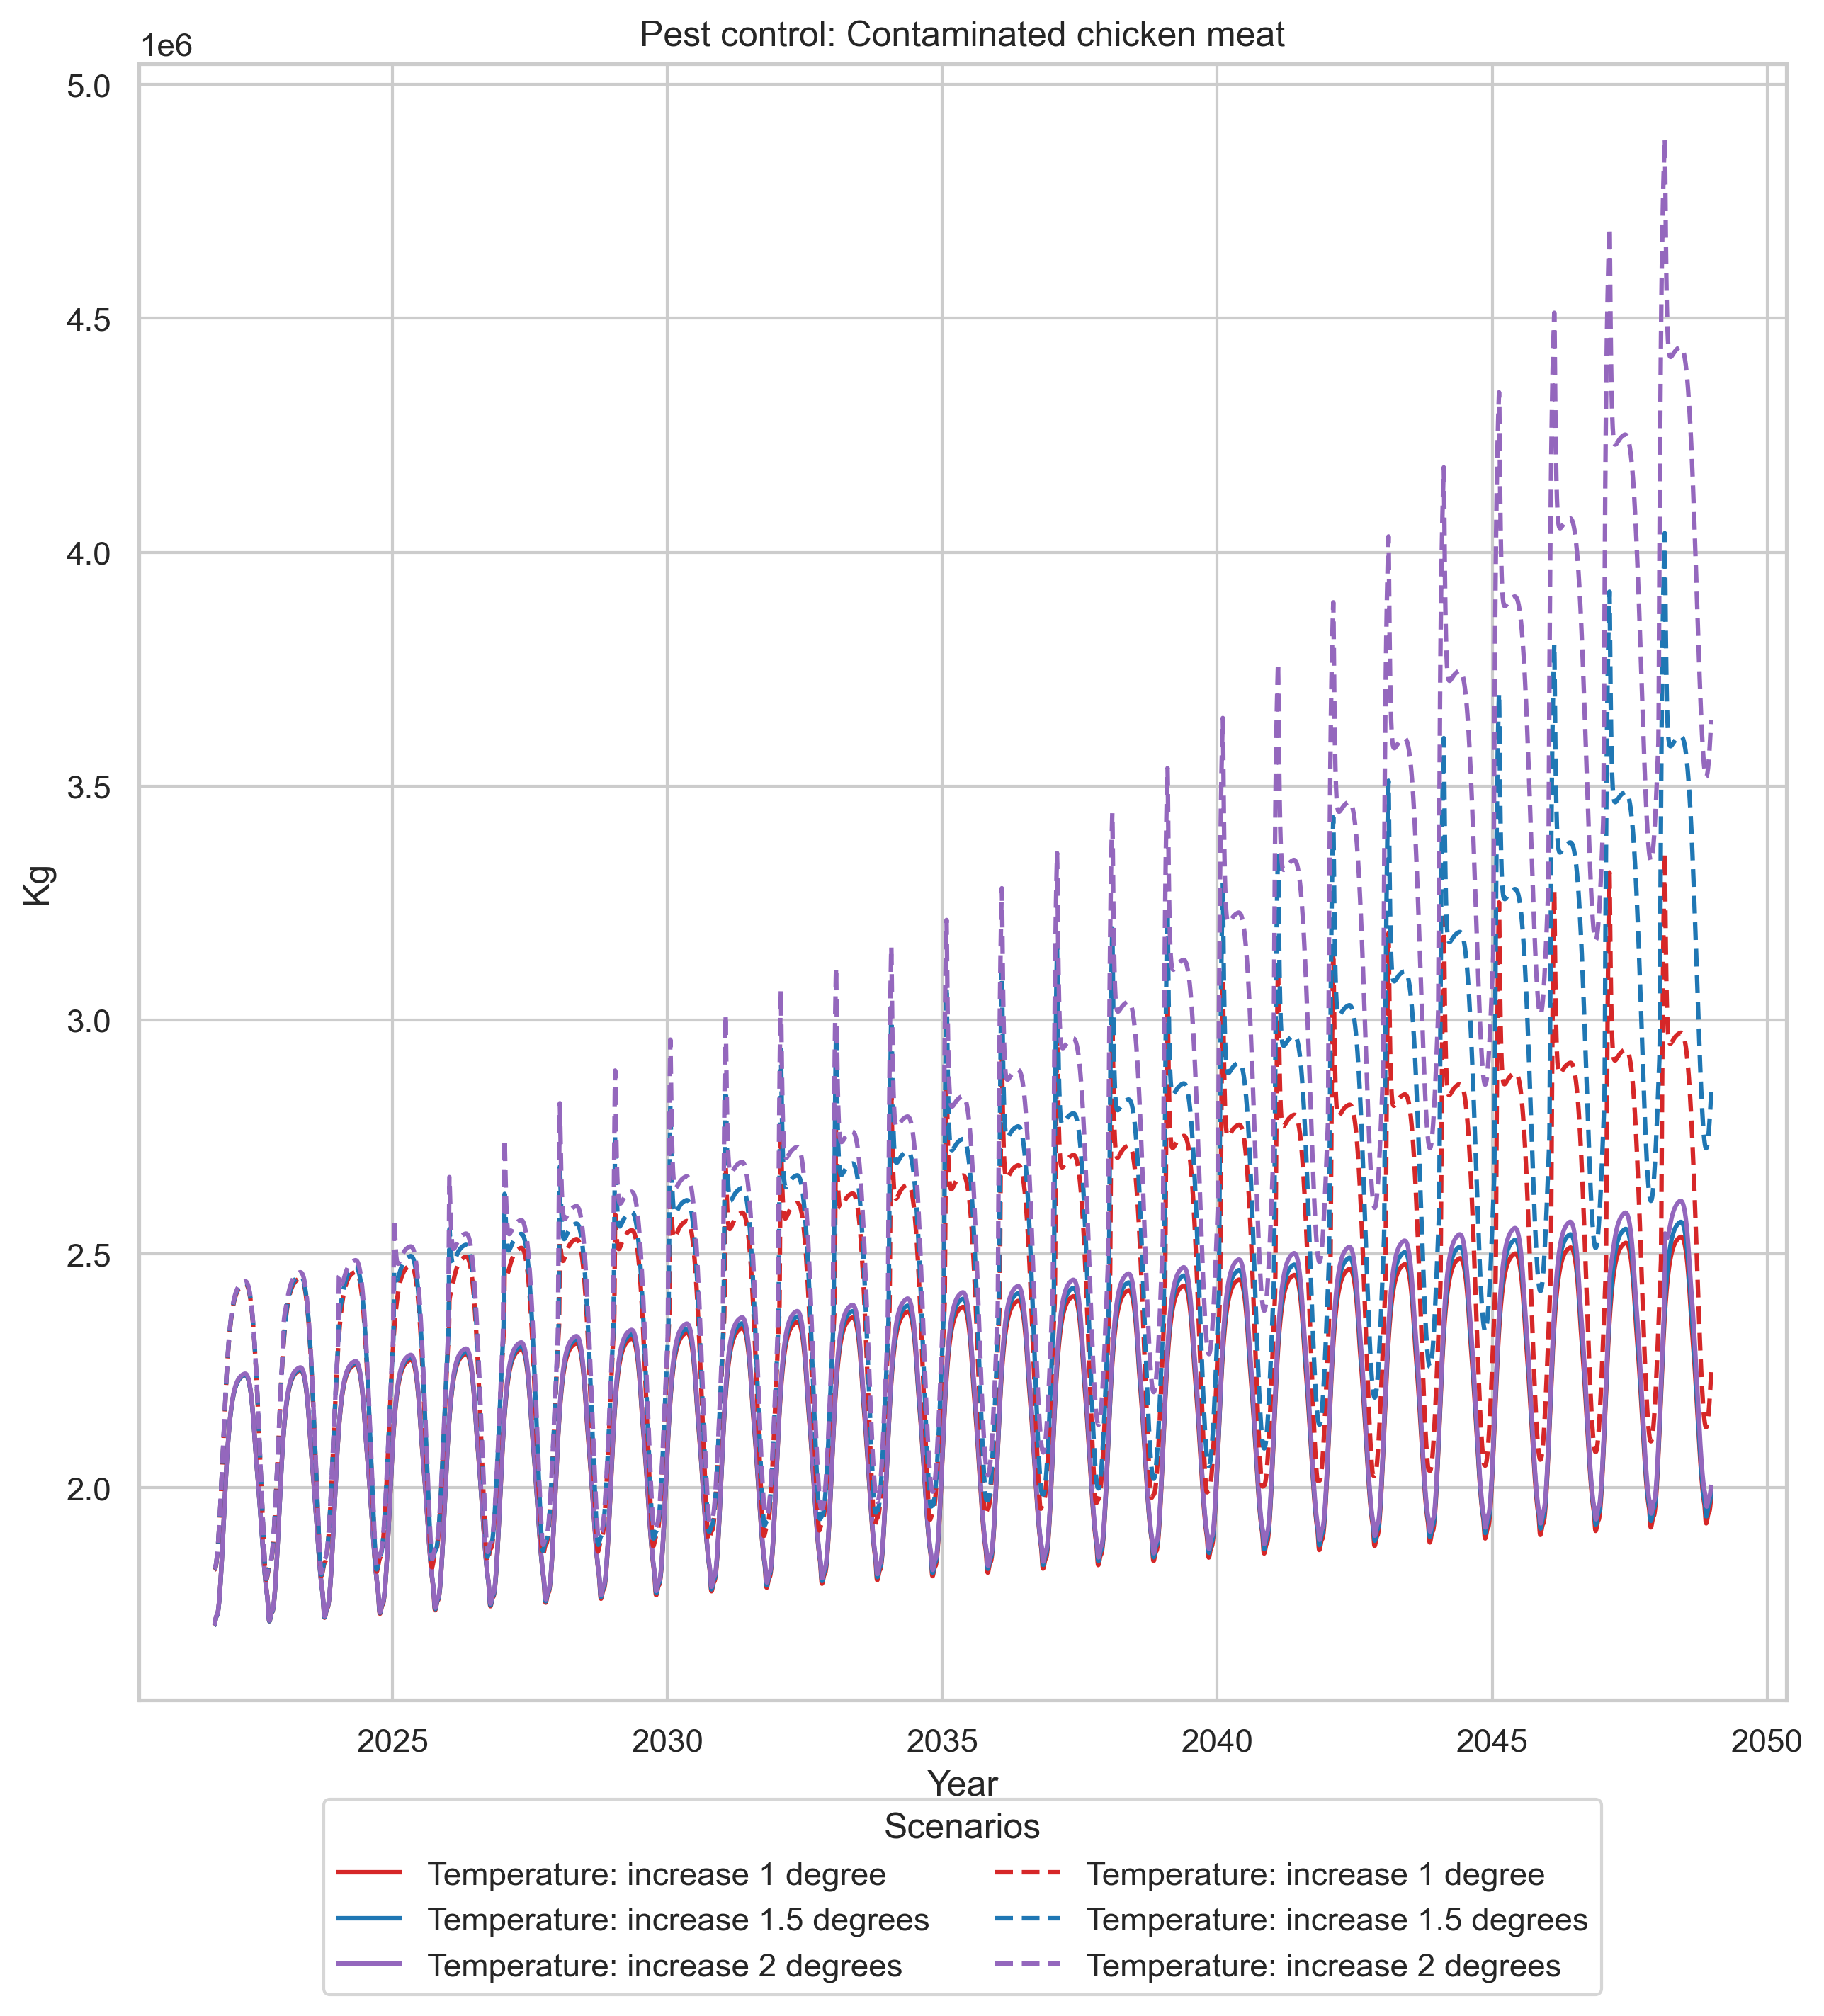 Pest control: Contaminated chicken meat
1e6
5.0
4.5
4.0
3.5
3.0
2.5
2.0
Kg
2025 2030 2035 2040 2045 2050
Year
Scenarios
Temperature: increase 1 degree Temperature: increase 1 degree
Temperature: increase 1.5 degrees Temperature: increase 1.5 degrees
Temperature: increase 2 degrees Temperature: increase 2 degrees